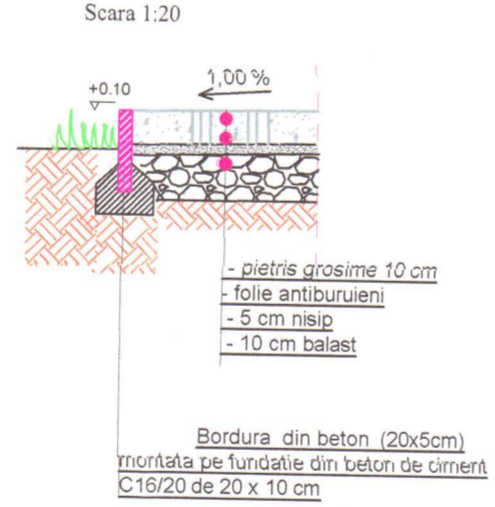 Scara 1:20
1,00 %
+0.10
- pietris grosime 10 cm
- folie antiburuieni
- 5 cm nisip
- 10 cm balast
Bordura din beton (20x5cm)
montata pe fundatie din beton de ciment
C16/20 de 20 x 10 cm